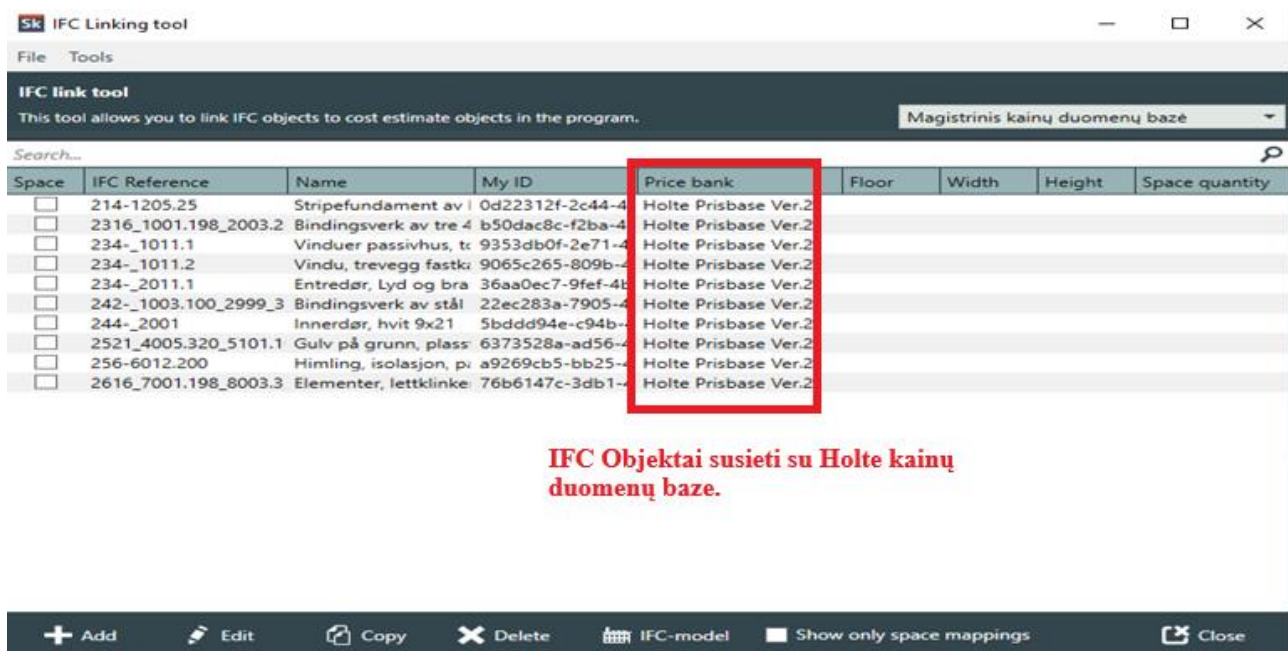 Sk IFC Linking tool
File Tools
IFC link tool
This tool allows you to link IFC objects to cost estimate objects in the program.
Magistrinis kainų duomenų bazė
Search...
Space IFC Reference Name My ID Price bank Floor Width Height Space quantity
214-1205.25 Stripefundament av 0d22312f-2c44-4 Holte Prisbase Ver.2
2316_1001.198_2003.2 Bindingsverk av tre 4 b50dac8c-f2ba-4 Holte Prisbase Ver.2
234-_1011.1 Vinduer passivhus, to 9353db0f-2e71-4 Holte Prisbase Ver.2
234-_1011.2 Vindu, trevegg fastka 9065c265-809b-4 Holte Prisbase Ver.2
234-_2011.1 Entredør, Lyd og bra 36aa0ec7-9fef-4b Holte Prisbase Ver.2
242-_1003.100_2999_3 Bindingsverk av stål 22ec283a-7905-4 Holte Prisbase Ver.2
244-_2001 Innerdør, hvit 9x21 5bddd94e-c94b-4 Holte Prisbase Ver.2
2521_4005.320_5101.1 Gulv på grunn, plass 6373528a-ad56-4 Holte Prisbase Ver.2
256-6012.200 Himling, isolasjon, pa a9269cb5-bb25-4 Holte Prisbase Ver.2
2616_7001.198_8003.3 Elementer, lettklinke 76b6147c-3db1-4 Holte Prisbase Ver.2
IFC Objektai susieti su Holte kainų
duomenų baze.
Add Edit Copy Delete IFC-model Show only space mappings Close